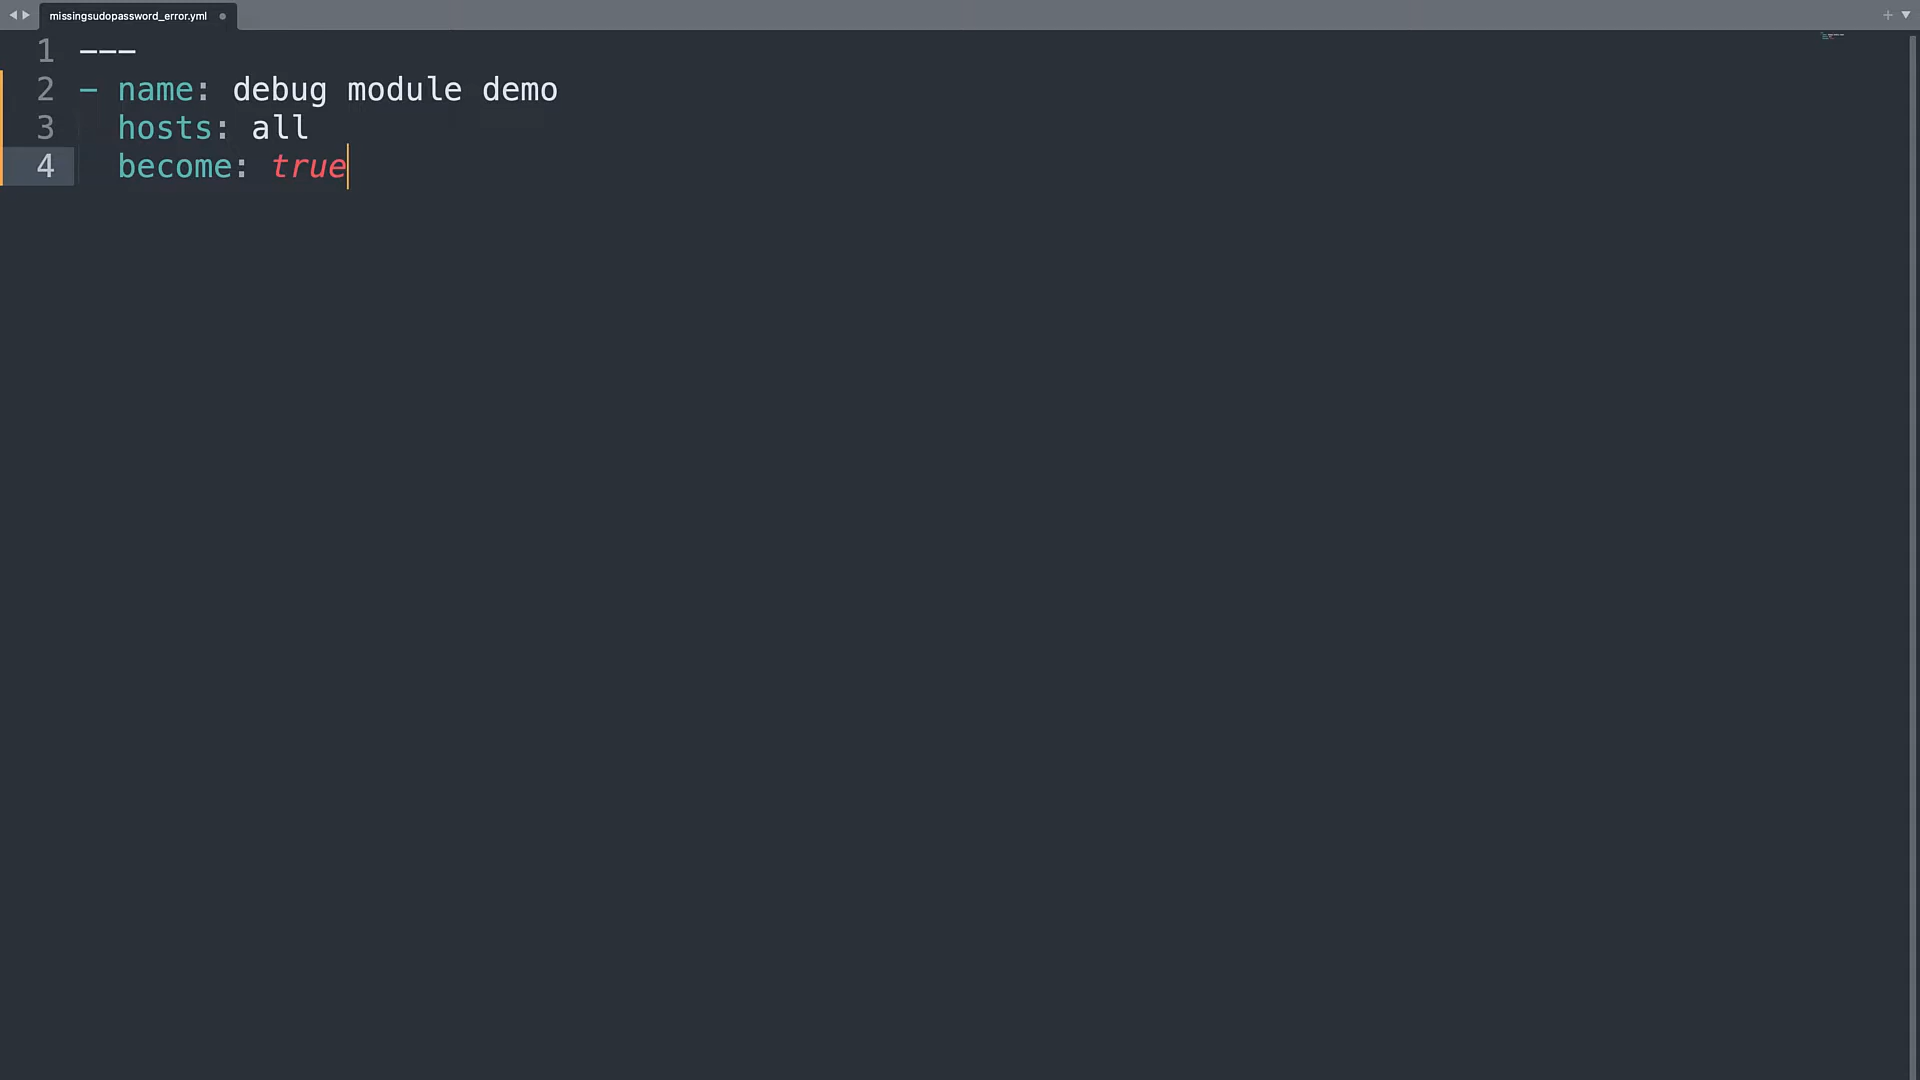 missingsudopassword_error.yml
1 ---
2 - name: debug module demo
3   hosts: all
4   become: true